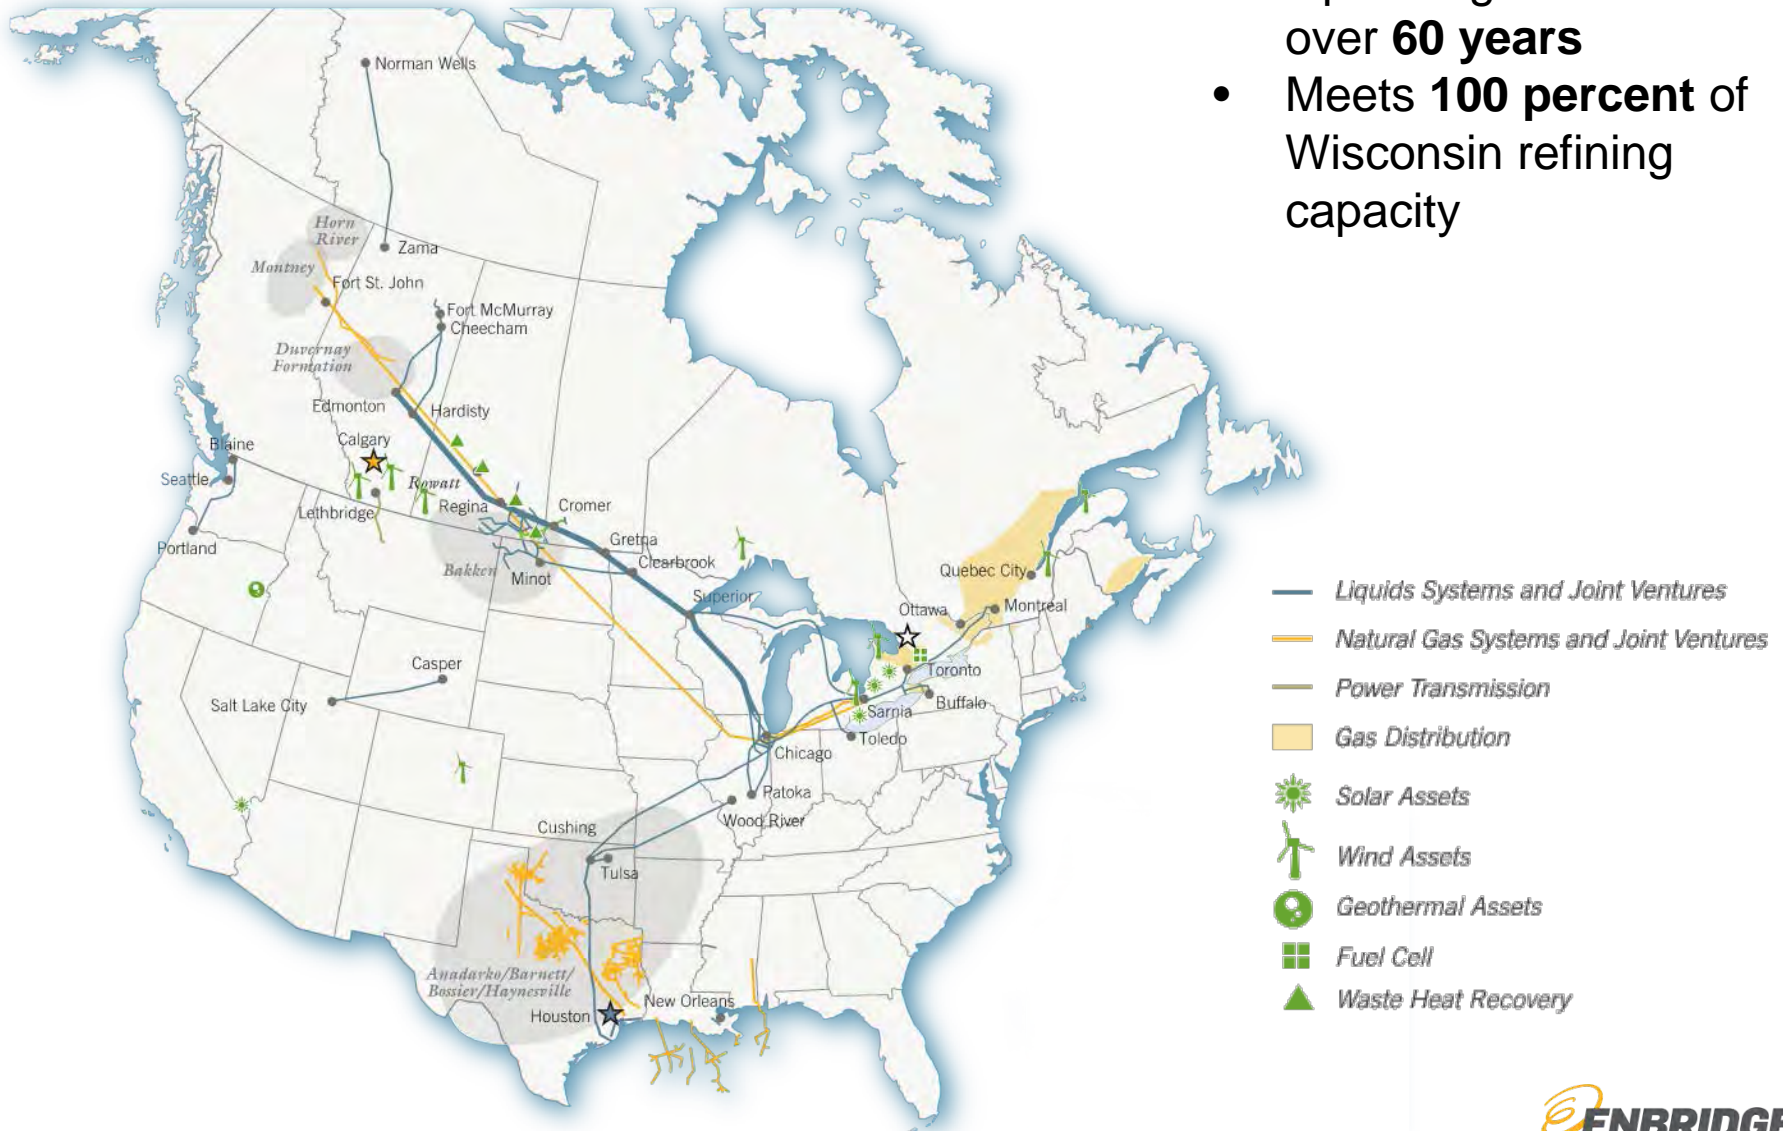 over 60 years
• Meets 100 percent of
Wisconsin refining
capacity
Norman Wells
Horn
River
Zama
Montney
Fort St. John
Fort McMurray
Cheecham
Duvernay
Formation
Edmonton
Hardisty
Calgary
Blaine
Seattle
Rowatt
Regina
Cromer
Lethbridge
Portland
Gretna
Clearbrook
Bakken
Minot
Superior
Quebec City
Ottawa
Montreal
Casper
Toronto
Salt Lake City
Buffalo
Sarnia
Toledo
Chicago
Patoka
Wood River
Cushing
Tulsa
Anadarko/Barnett/
Bossier/Haynesville
New Orleans
Houston
Liquids Systems and Joint Ventures
Natural Gas Systems and Joint Ventures
Power Transmission
Gas Distribution
Solar Assets
Wind Assets
Geothermal Assets
Fuel Cell
Waste Heat Recovery
ENBRIDGE